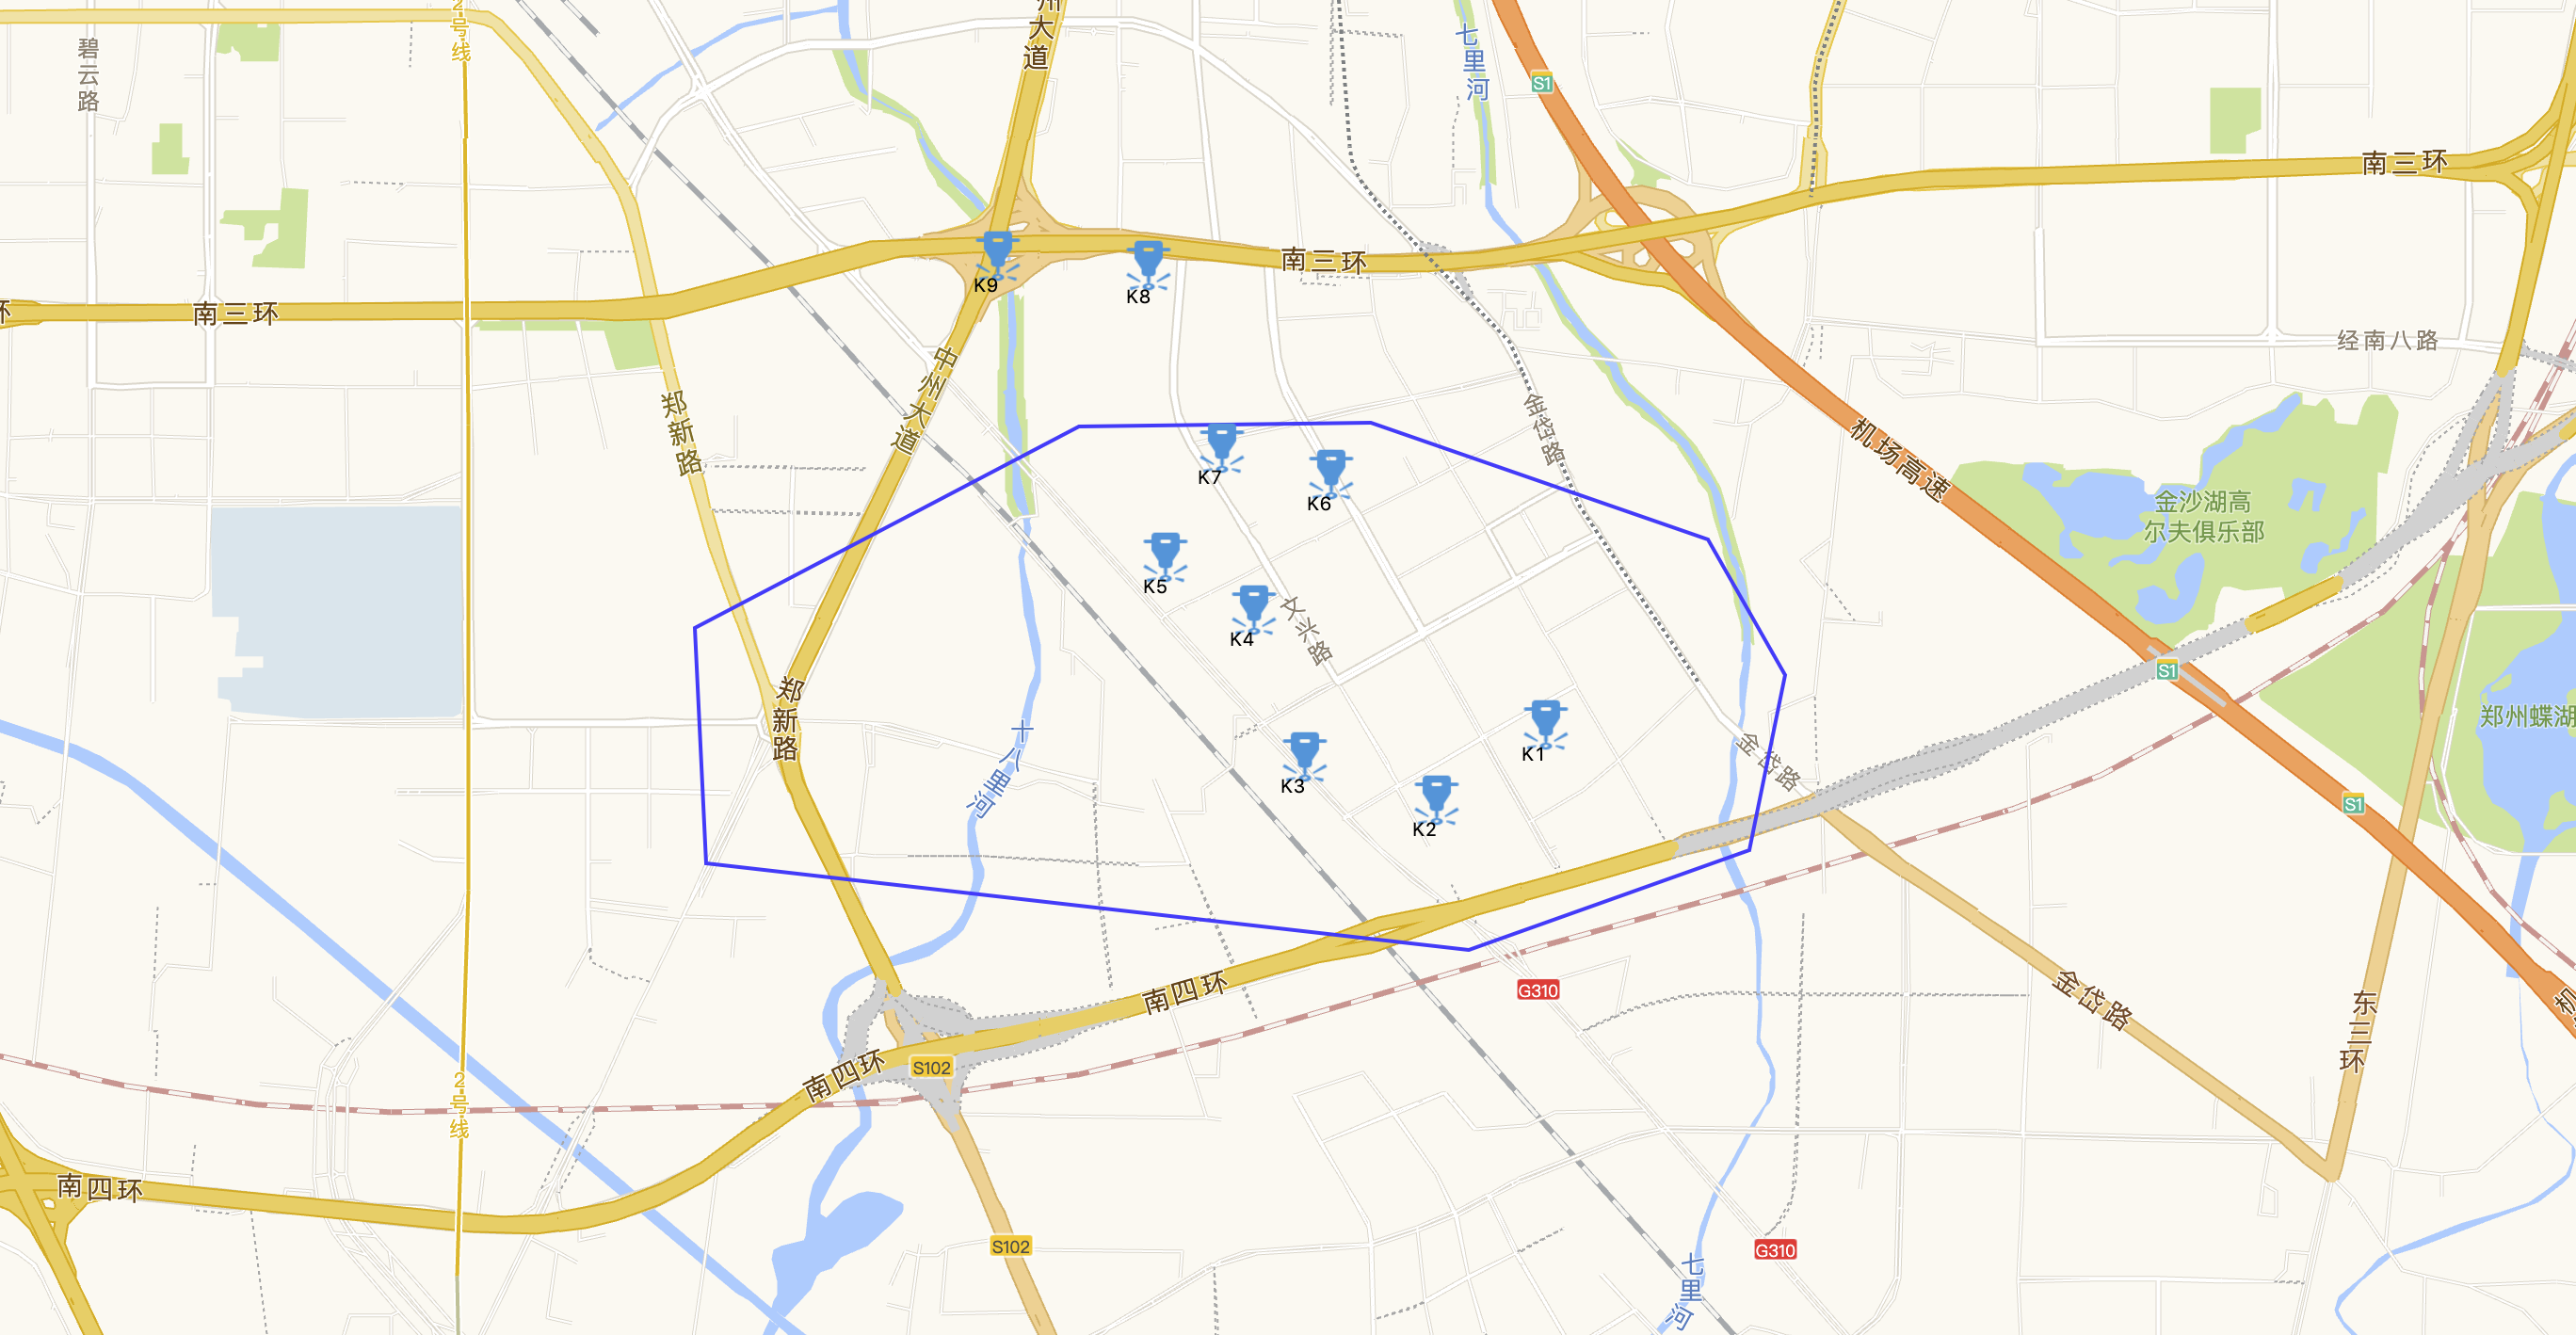 2号线
州大道
碧云路
七里河
S1
南三环
K9
K8
南三环
南三环
环
经南八路
中州大道
郑新路
金岱路
机场高速
K7
K6
金沙湖高
尔夫俱乐部
K5
K4
文兴路
S1
郑新路
十八里河
K1
K3
K2
金岱路
郑州蝶湖
S1
南四环
G310
金岱路
东三环
机
南四环
S102
2号线
南四环
S102
G310
七里河